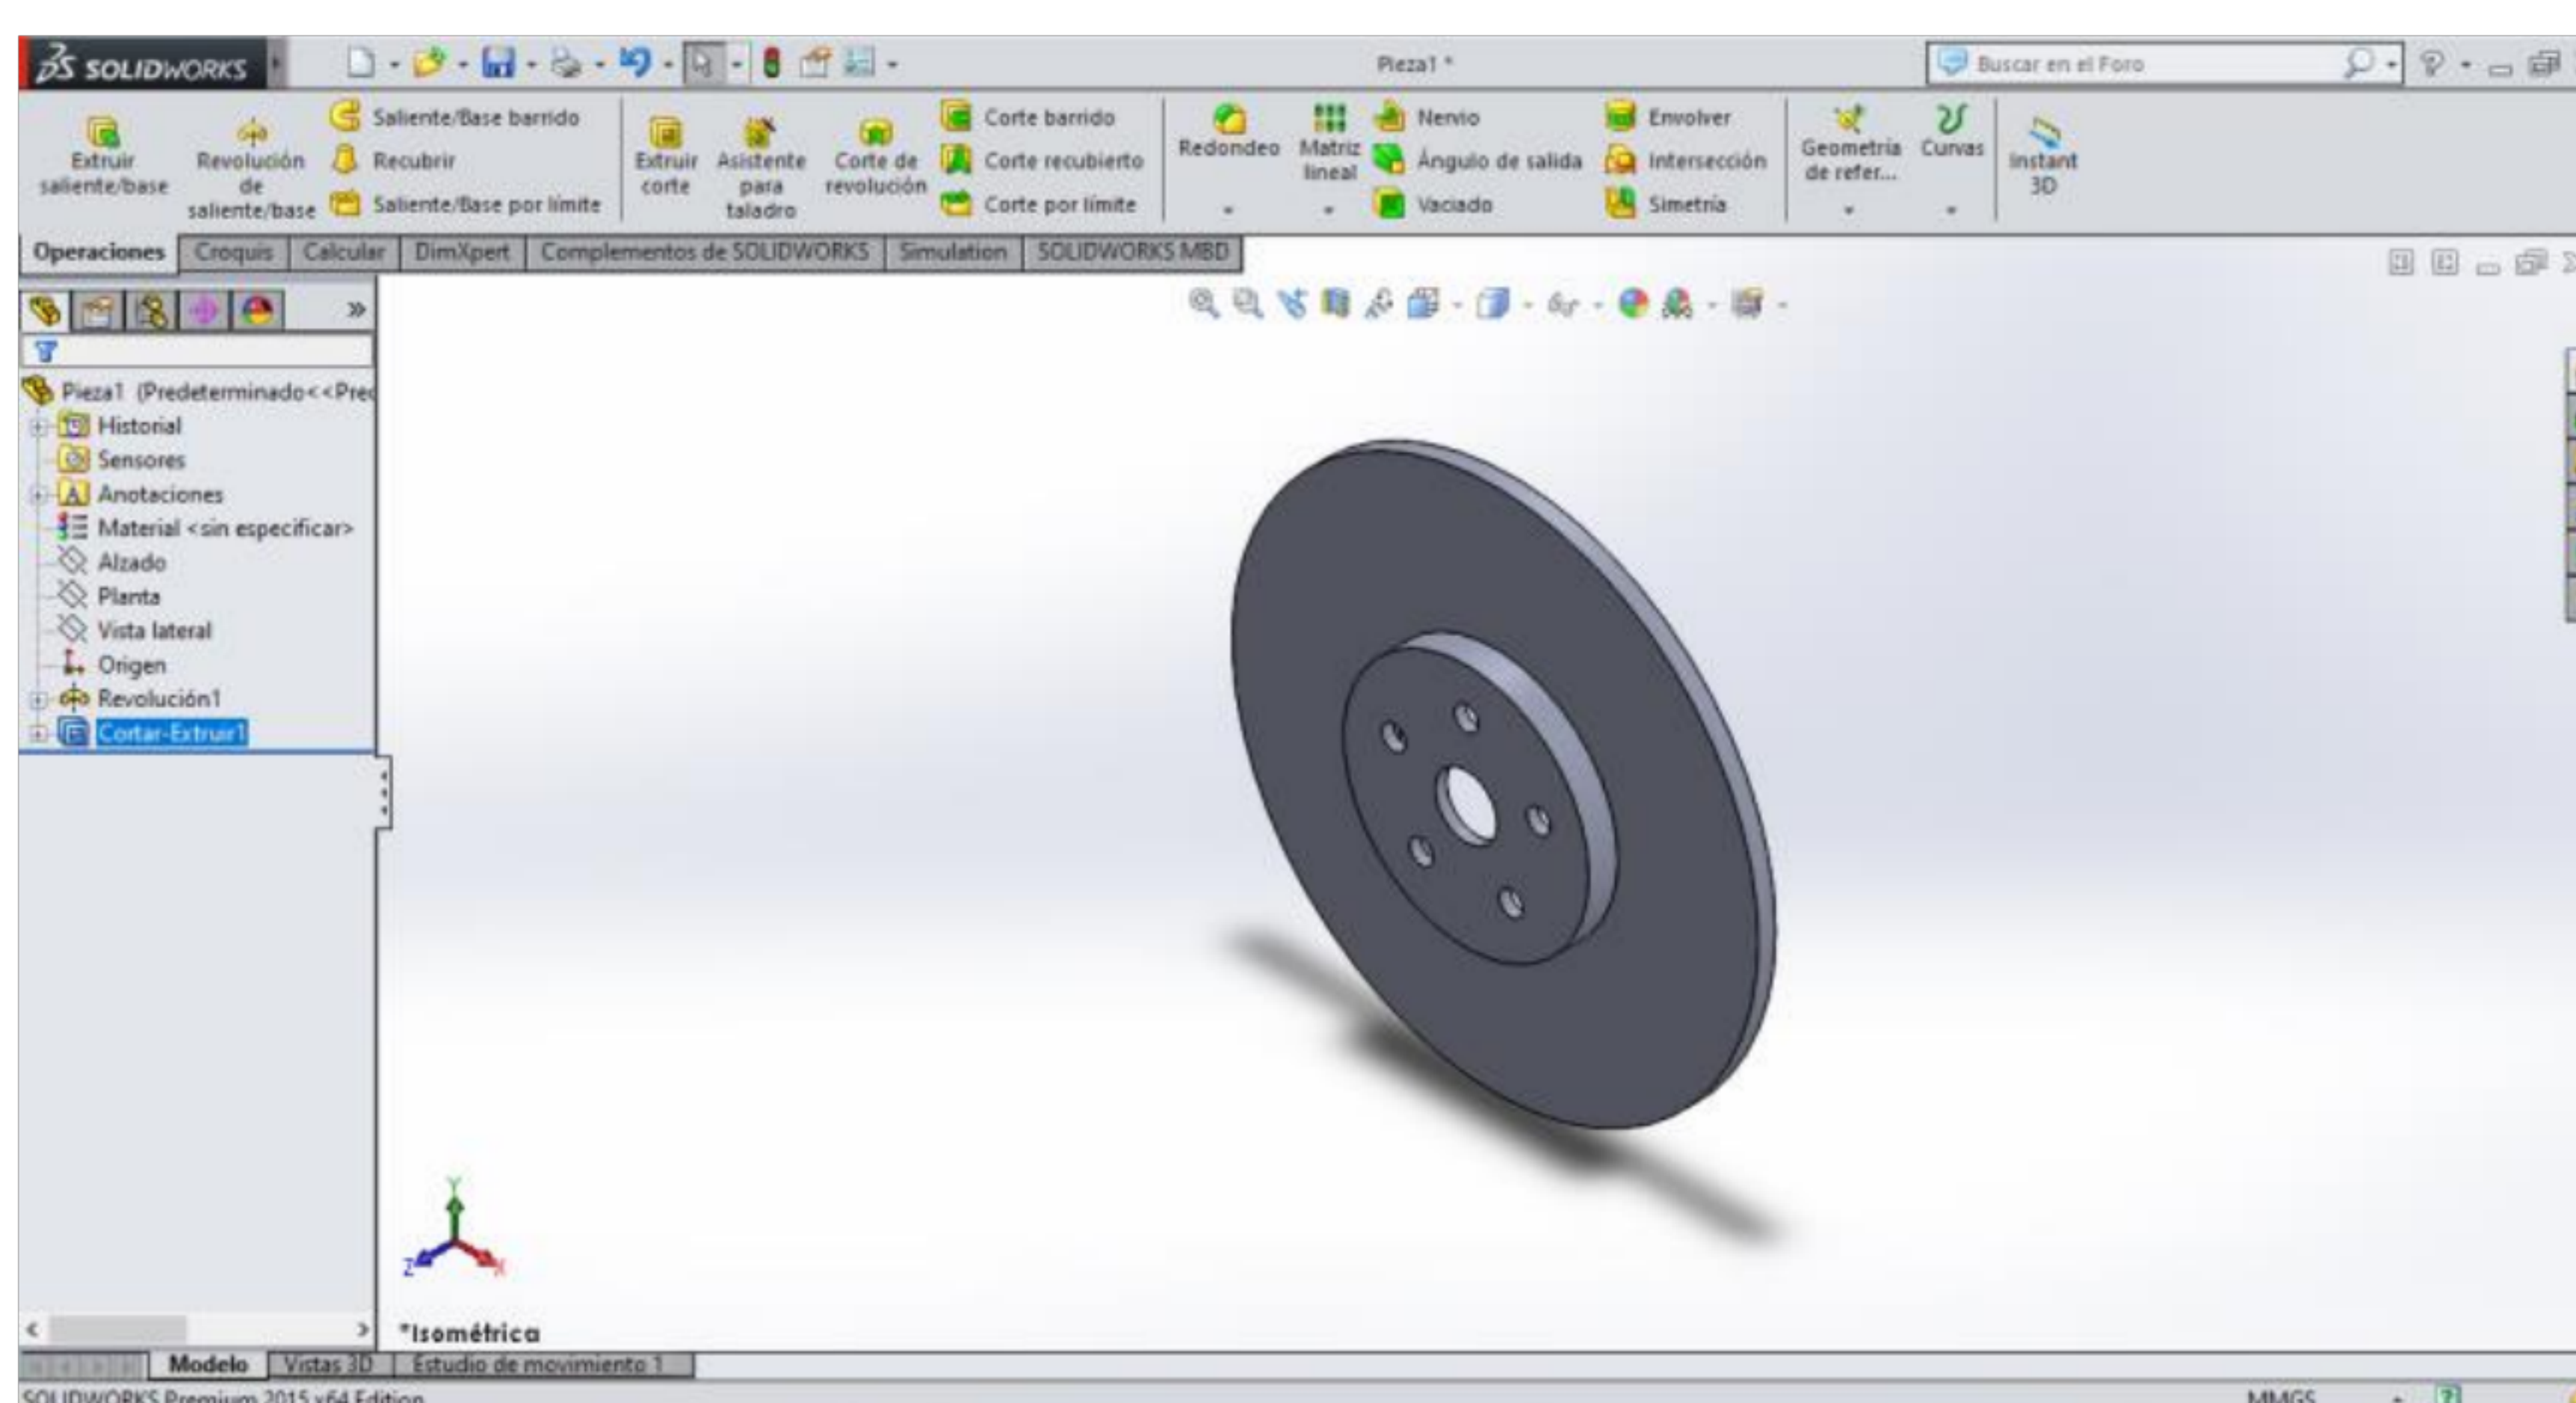 SOLIDWORKS
Pieza1 *
Buscar en el Foro
Extruir saliente/base
Revolución de saliente/base
Saliente/Base barrido
Recubrir
Saliente/Base por límite
Extruir corte
Asistente para taladro
Corte de revolución
Corte barrido
Corte recubierto
Corte por límite
Redondeo
Matriz lineal
Nervio
Ángulo de salida
Vaciado
Envolver
Intersección
Simetría
Geometría de refer...
Curvas
Instant 3D
Operaciones
Croquis
Calcular
DimXpert
Complementos de SOLIDWORKS
Simulation
SOLIDWORKS MBD
Pieza1 (Predeterminado<<Pred
Historial
Sensores
Anotaciones
Material <sin especificar>
Alzado
Planta
Vista lateral
Origen
Revolución1
Cortar-Extruir1
Y
Z
X
*Isométrica
Modelo
Vistas 3D
Estudio de movimiento 1
SOLIDWORKS Premium 2015 x64 Edition
MMGS